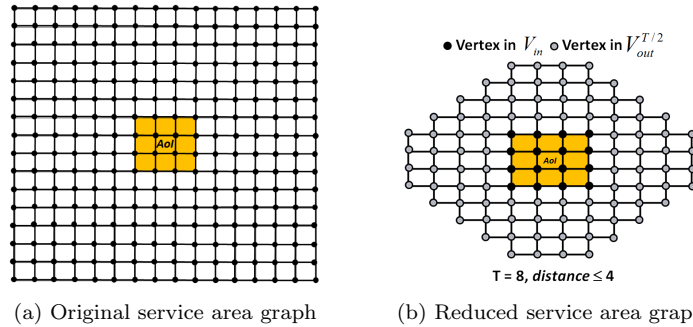 ● Vertex in V_in ● Vertex in V_out^{T/2}
AoI
AoI
T = 8, distance ≤ 4
(a) Original service area graph
(b) Reduced service area grap